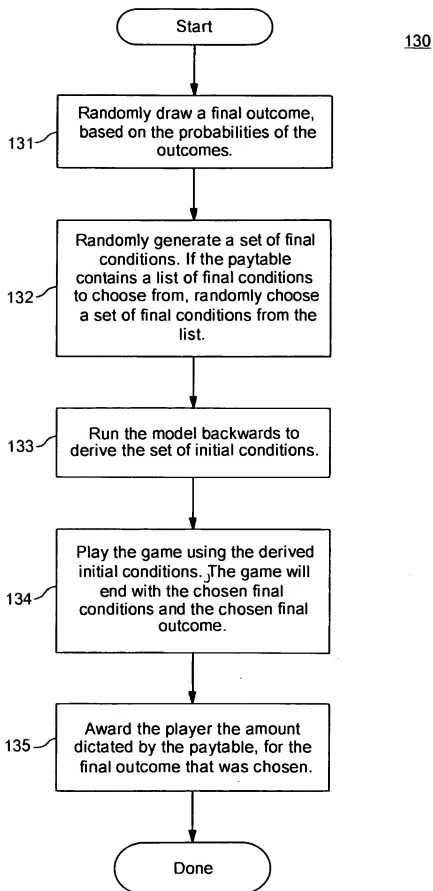 Start
130
131
Randomly draw a final outcome,
based on the probabilities of the
outcomes.
132
Randomly generate a set of final
conditions. If the paytable
contains a list of final conditions
to choose from, randomly choose
a set of final conditions from the
list.
133
Run the model backwards to
derive the set of initial conditions.
134
Play the game using the derived
initial conditions. The game will
end with the chosen final
conditions and the chosen final
outcome.
135
Award the player the amount
dictated by the paytable, for the
final outcome that was chosen.
Done